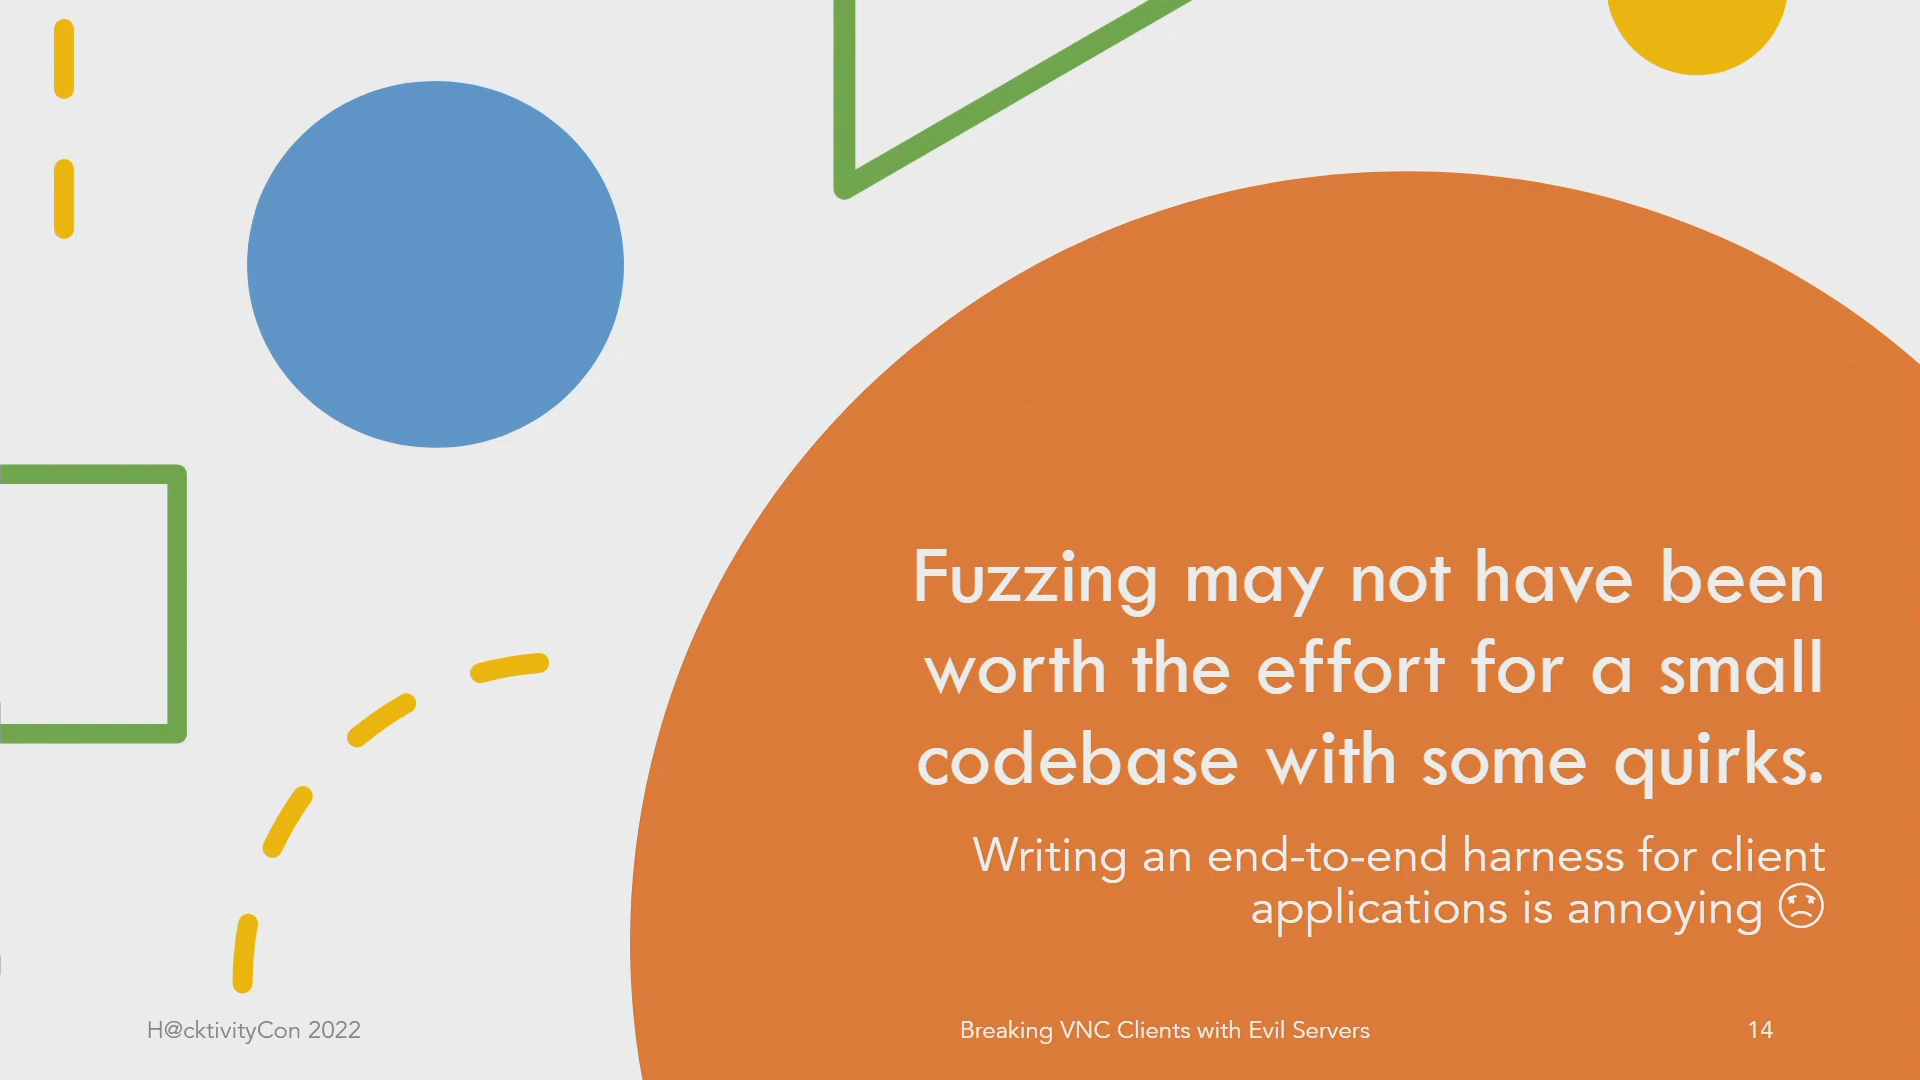 Fuzzing may not have been
worth the effort for a small
codebase with some quirks.
Writing an end-to-end harness for client
applications is annoying ☹
H@cktivityCon 2022
Breaking VNC Clients with Evil Servers
14